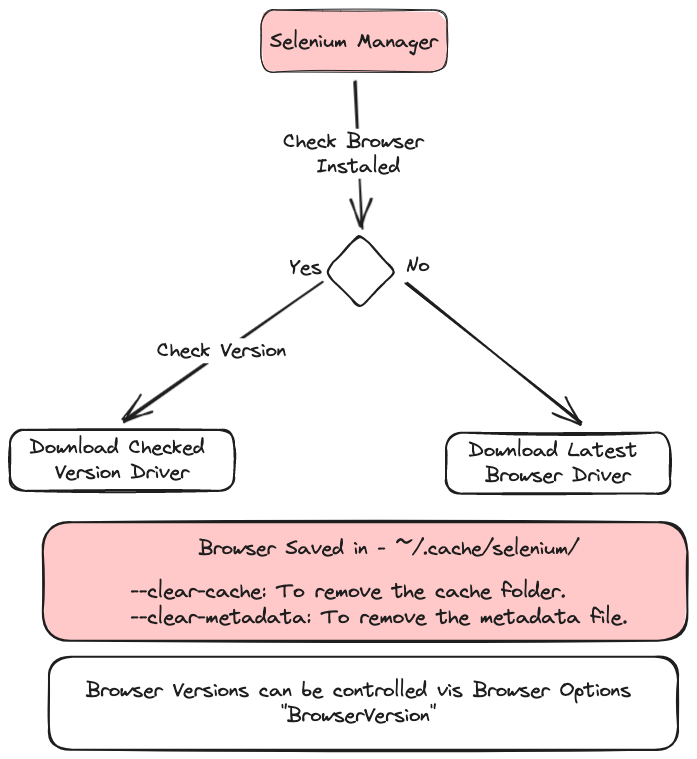 Selenium Manager
Check Browser
Instaled
Yes
No
Check Version
Download Checked
Version Driver
Download Latest
Browser Driver
Browser Saved in - ~/.cache/selenium/
--clear-cache: To remove the cache folder.
--clear-metadata: To remove the metadata file.
Browser Versions can be controlled vis Browser Options
"BrowserVersion"